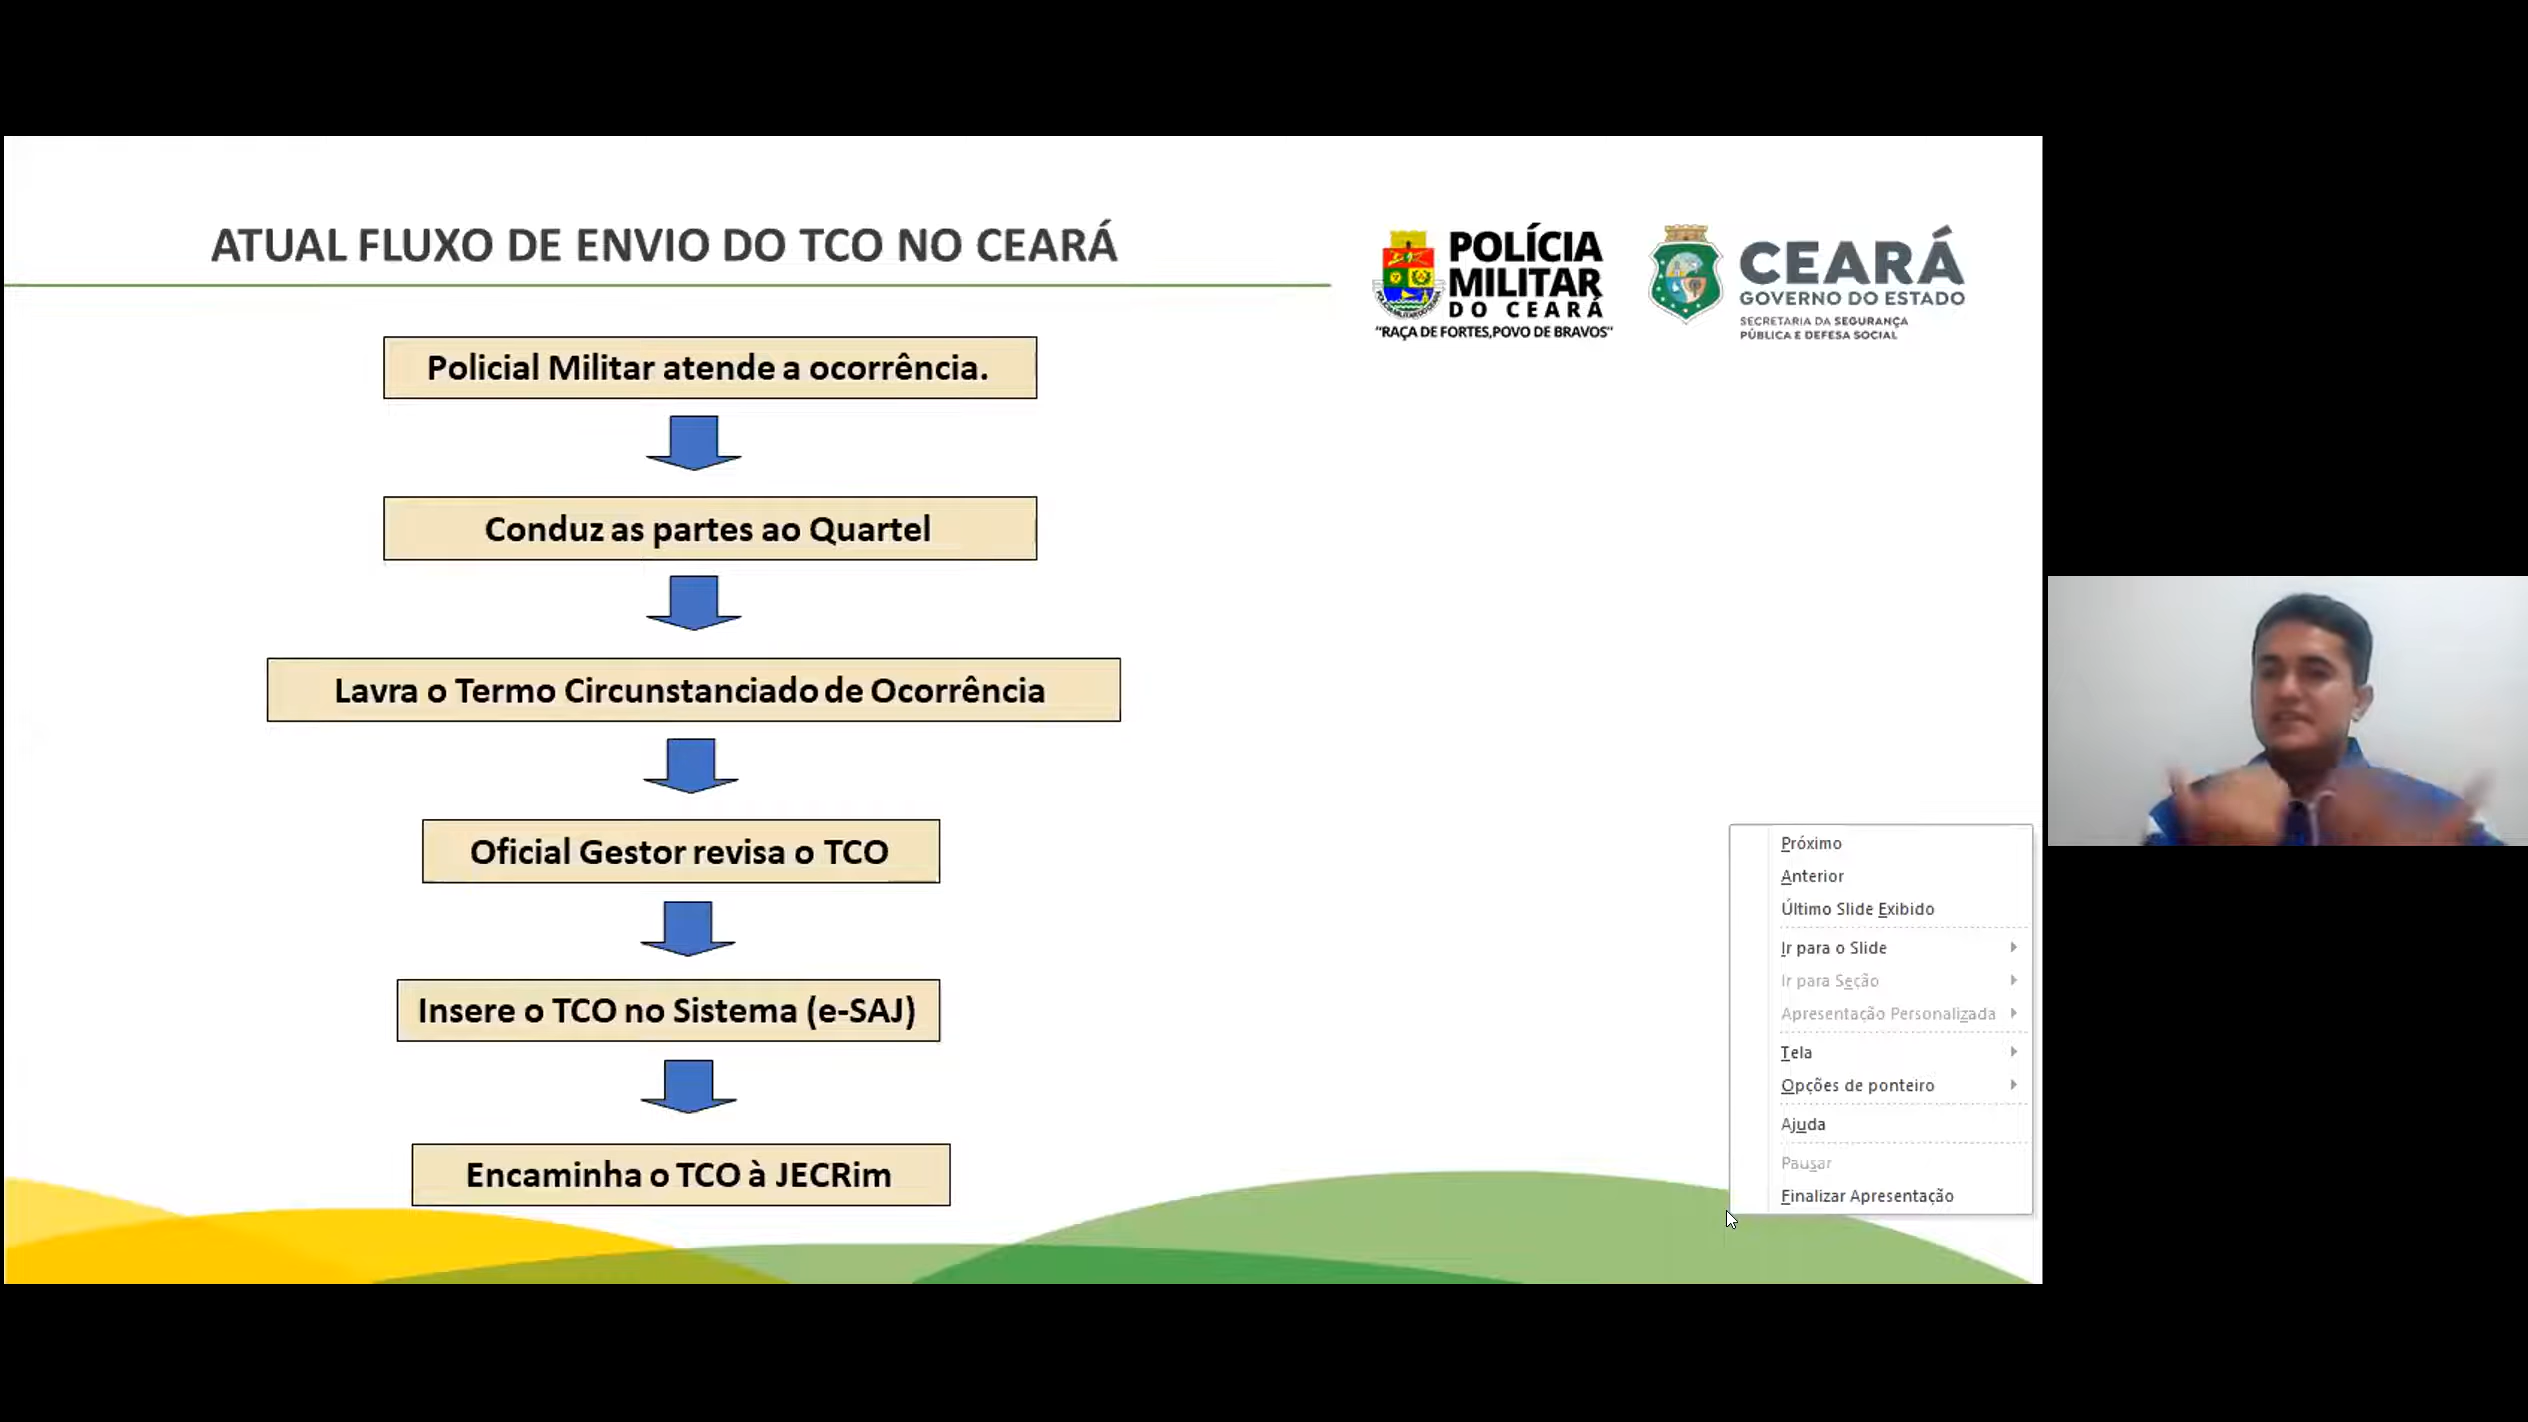 ATUAL FLUXO DE ENVIO DO TCO NO CEARÁ
POLÍCIA
MILITAR
DO CEARÁ
"RAÇA DE FORTES,POVO DE BRAVOS"
CEARÁ
GOVERNO DO ESTADO
SECRETARIA DA SEGURANÇA
PÚBLICA E DEFESA SOCIAL
Policial Militar atende a ocorrência.
Conduz as partes ao Quartel
Lavra o Termo Circunstanciado de Ocorrência
Oficial Gestor revisa o TCO
Insere o TCO no Sistema (e-SAJ)
Encaminha o TCO à JECRim
Próximo
Anterior
Último Slide Exibido
Ir para o Slide
Ir para Seção
Apresentação Personalizada
Tela
Opções de ponteiro
Ajuda
Pausar
Finalizar Apresentação